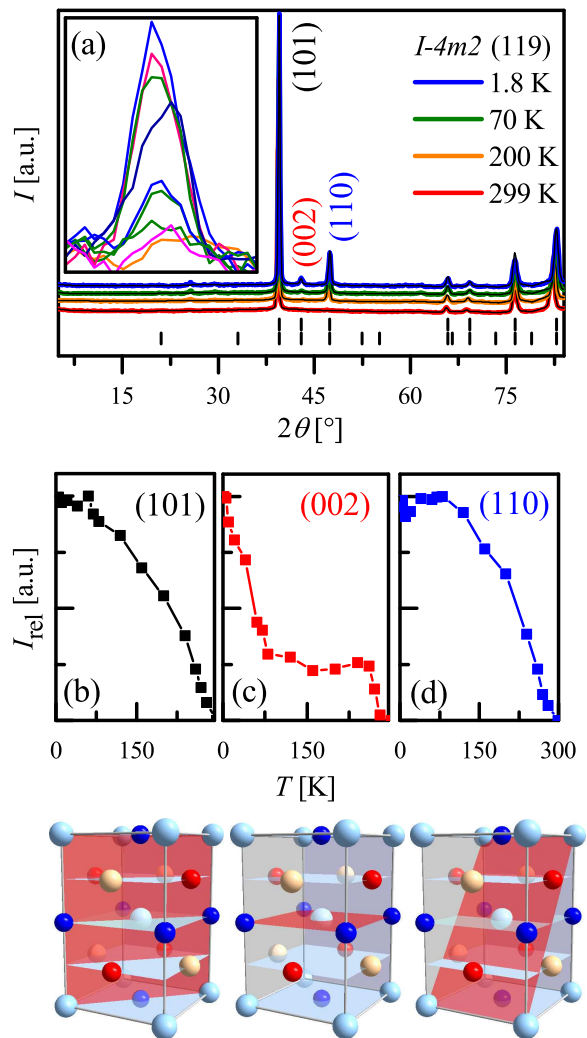 (a)
(101)
(002)
(110)
I-4m2 (119)
1.8 K
70 K
200 K
299 K
I [a.u.]
15 30 45 60 75
2θ [°]
(101) (002) (110)
I_rel [a.u.]
(b) (c) (d)
0 150 0 150 0 150 300
T [K]